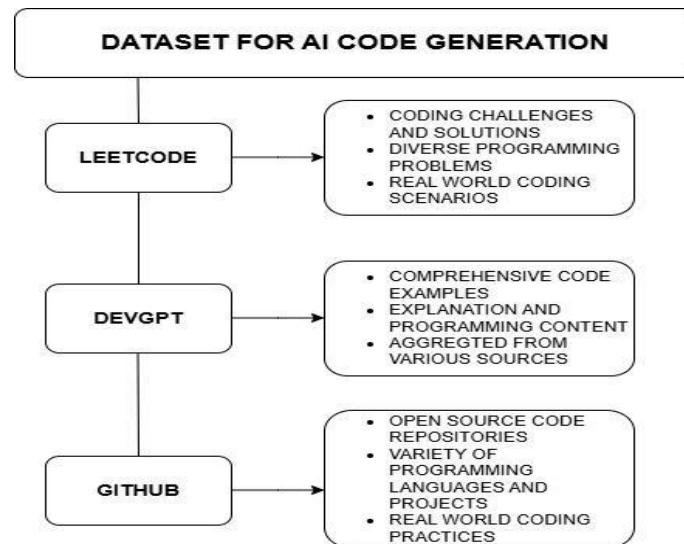 DATASET FOR AI CODE GENERATION
LEETCODE
• CODING CHALLENGES
AND SOLUTIONS
• DIVERSE PROGRAMMING
PROBLEMS
• REAL WORLD CODING
SCENARIOS
DEVGPT
• COMPREHENSIVE CODE
EXAMPLES
• EXPLANATION AND
PROGRAMMING CONTENT
• AGGREGTED FROM
VARIOUS SOURCES
GITHUB
• OPEN SOURCE CODE
REPOSITORIES
• VARIETY OF
PROGRAMMING
LANGUAGES AND
PROJECTS
• REAL WORLD CODING
PRACTICES